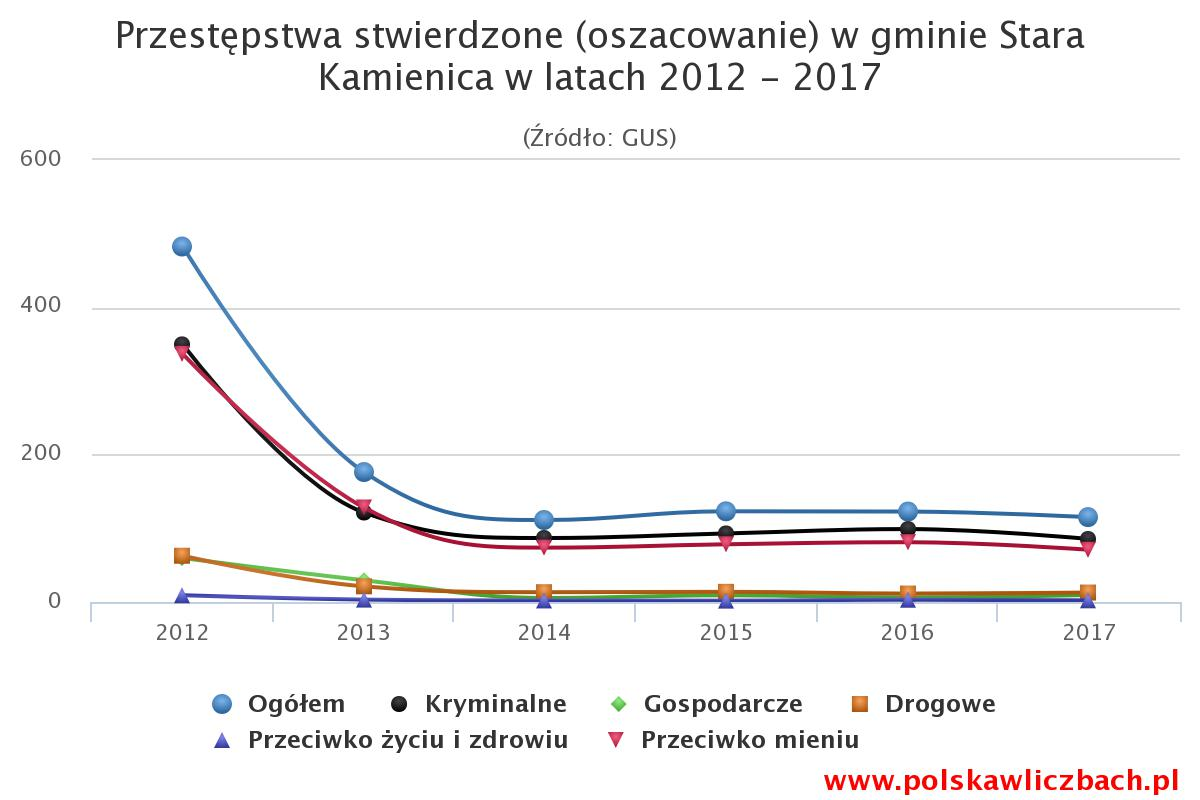 Przestępstwa stwierdzone (oszacowanie) w gminie Stara
Kamienica w latach 2012 – 2017
(Źródło: GUS)
600
400
200
0
2012 2013 2014 2015 2016 2017
Ogółem Kryminalne Gospodarcze Drogowe
Przeciwko życiu i zdrowiu Przeciwko mieniu
www.polskawliczbach.pl